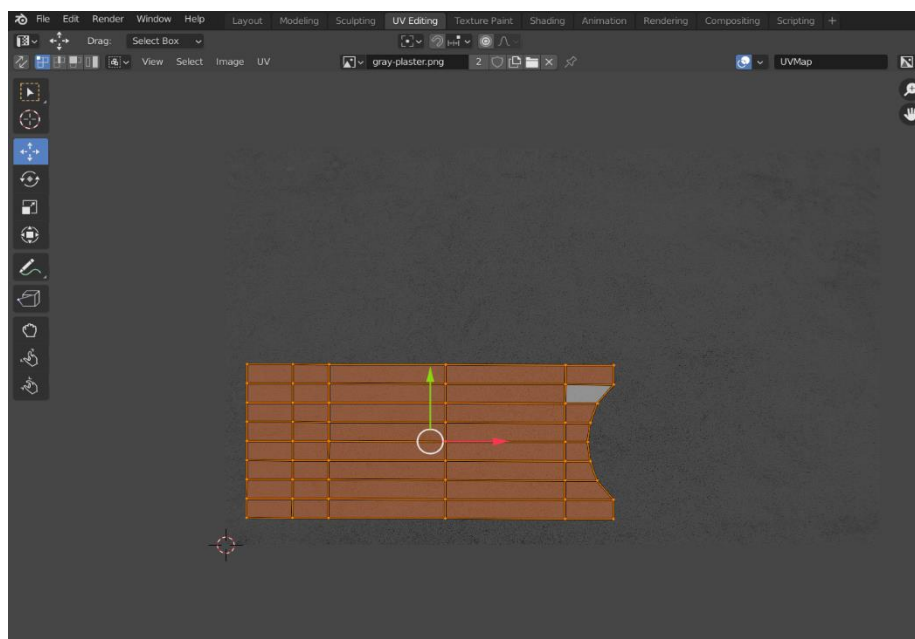 File Edit Render Window Help Layout Modeling Sculpting UV Editing Texture Paint Shading Animation Rendering Compositing Scripting +
Drag: Select Box
View Select Image UV gray-plaster.png 2 UVMap